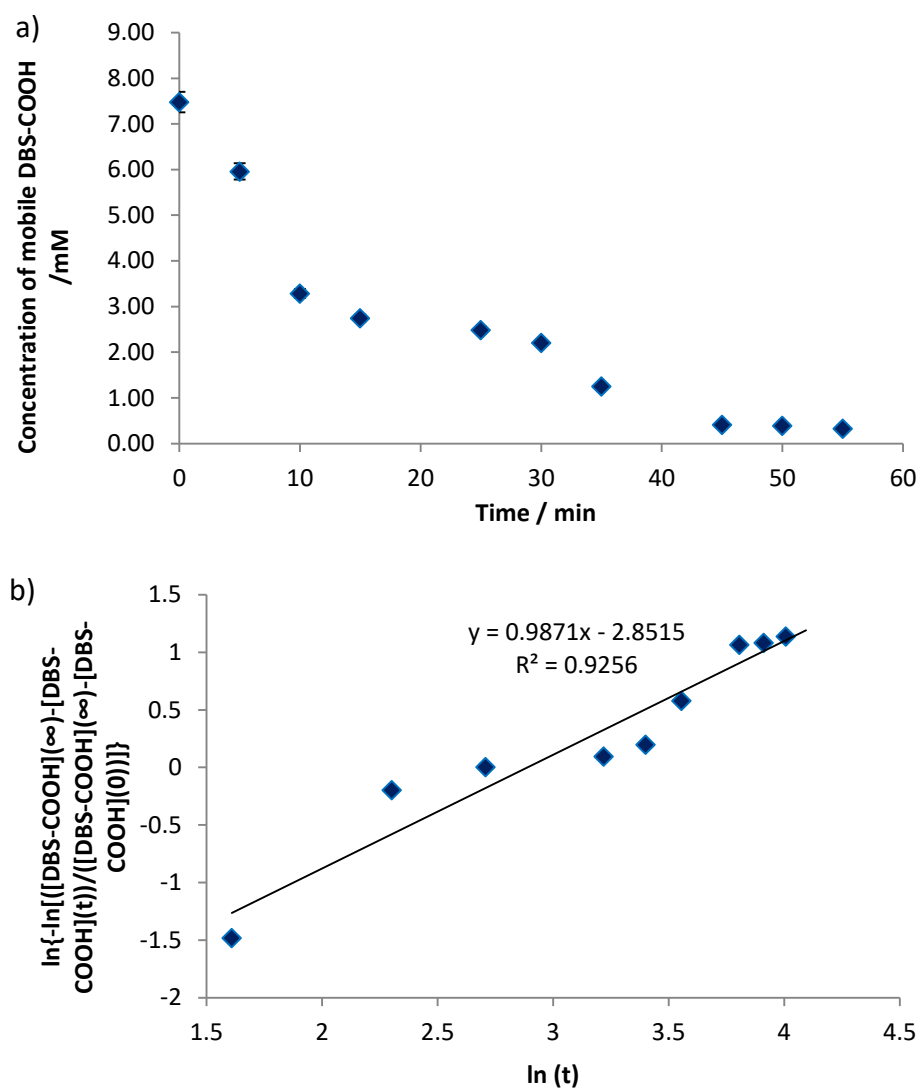 a)
Concentration of mobile DBS-COOH
/mM
9.00
8.00
7.00
6.00
5.00
4.00
3.00
2.00
1.00
0.00
0 10 20 30 40 50 60
Time / min
b)
ln{-ln[([DBS-COOH](∞)-[DBS-
COOH](t))/([DBS-COOH](∞)-[DBS-
COOH](0))]}
1.5
1
0.5
0
-0.5
-1
-1.5
-2
y = 0.9871x - 2.8515
R² = 0.9256
1.5 2 2.5 3 3.5 4 4.5
ln (t)